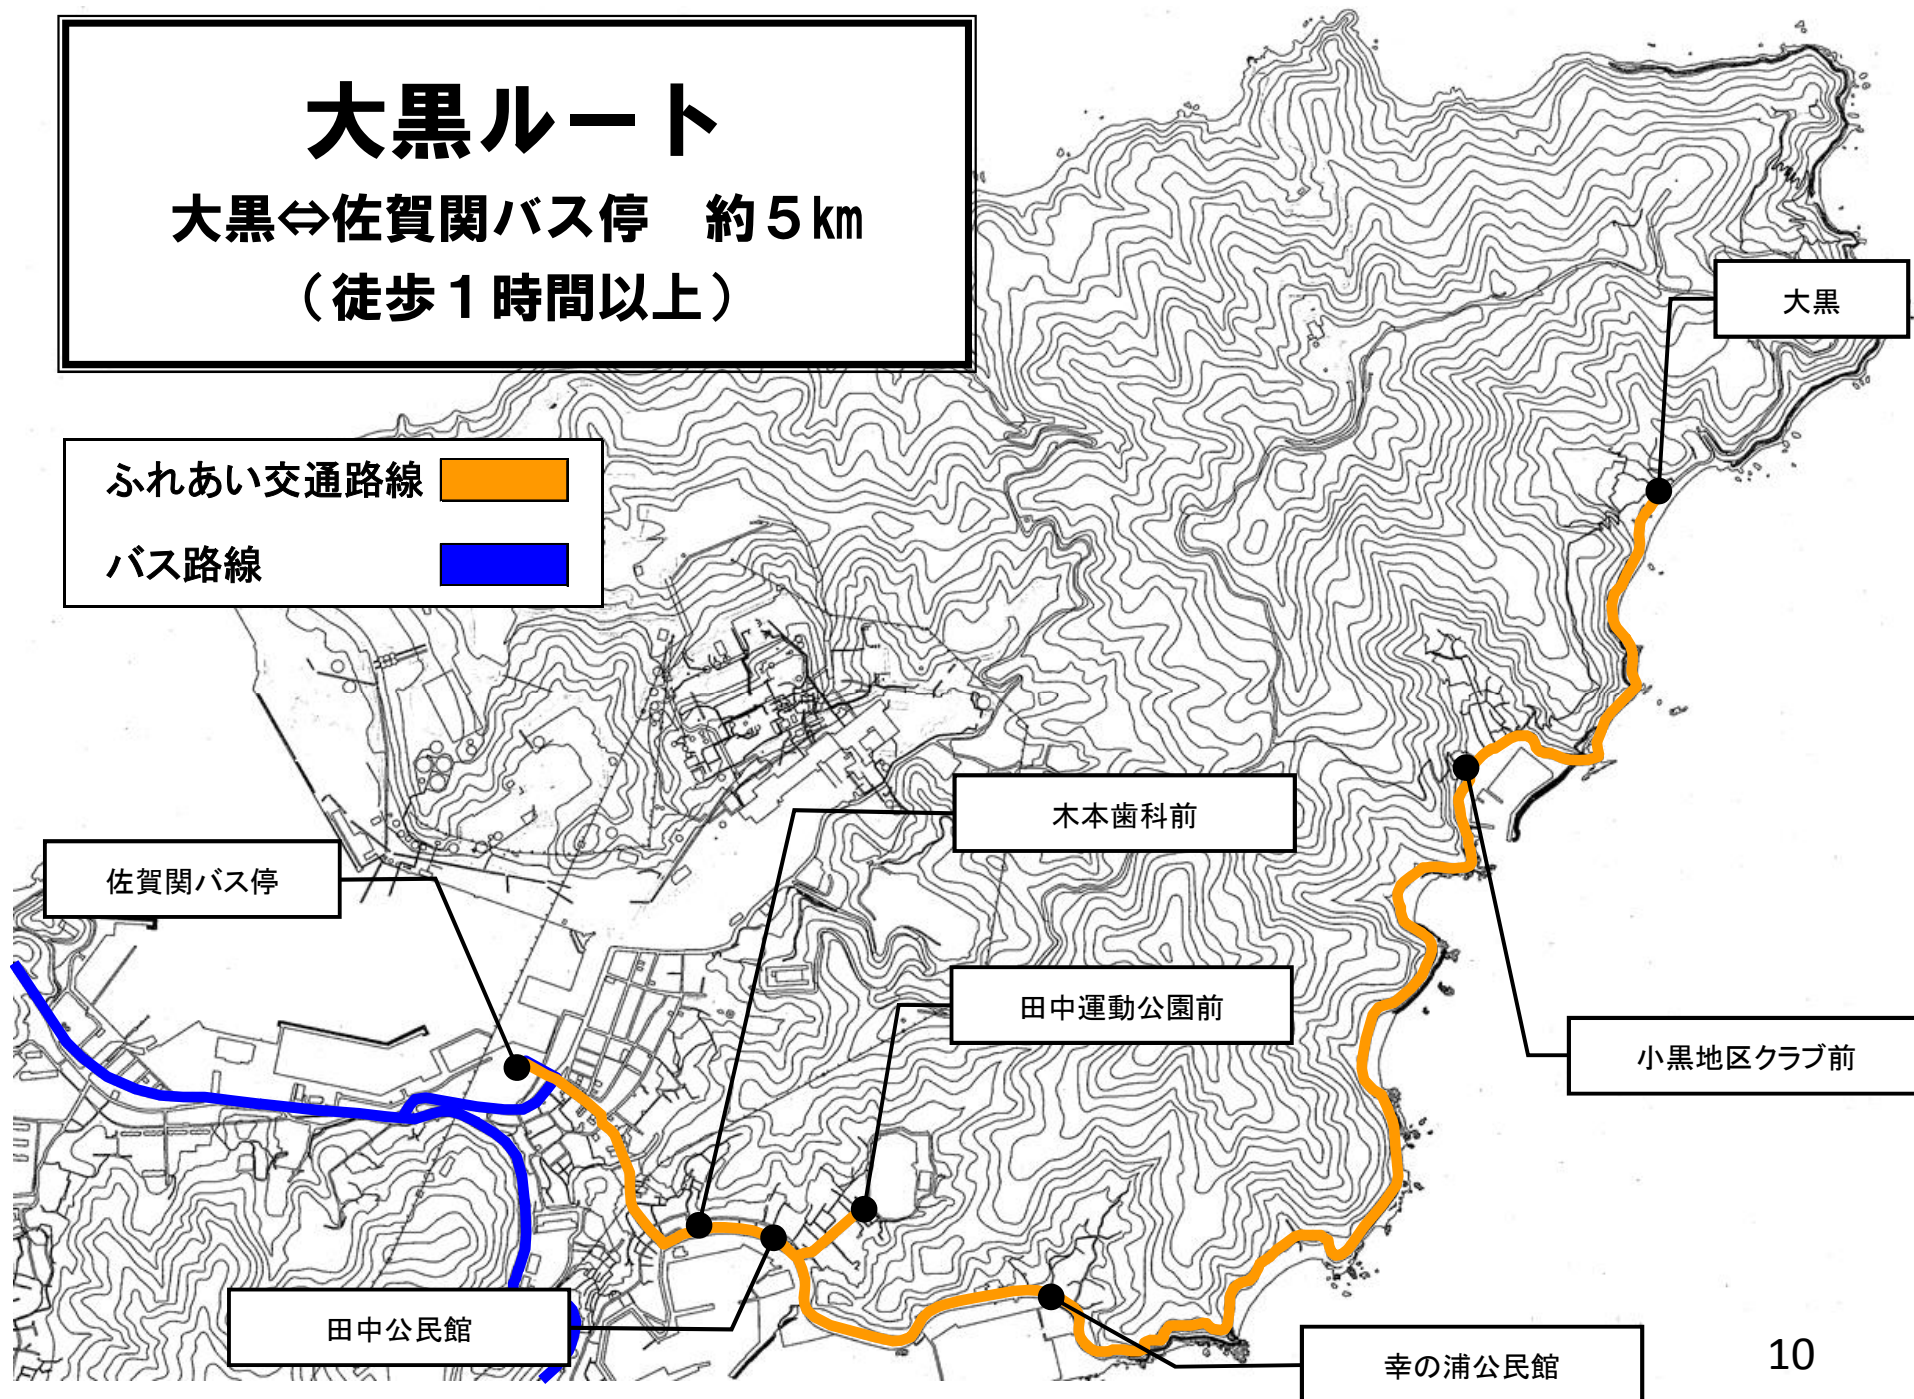 大黒ルート
大黒⇔佐賀関バス停　約５㎞
（徒歩１時間以上）
ふれあい交通路線
バス路線
大黒
木本歯科前
佐賀関バス停
田中運動公園前
小黒地区クラブ前
田中公民館
幸の浦公民館
10